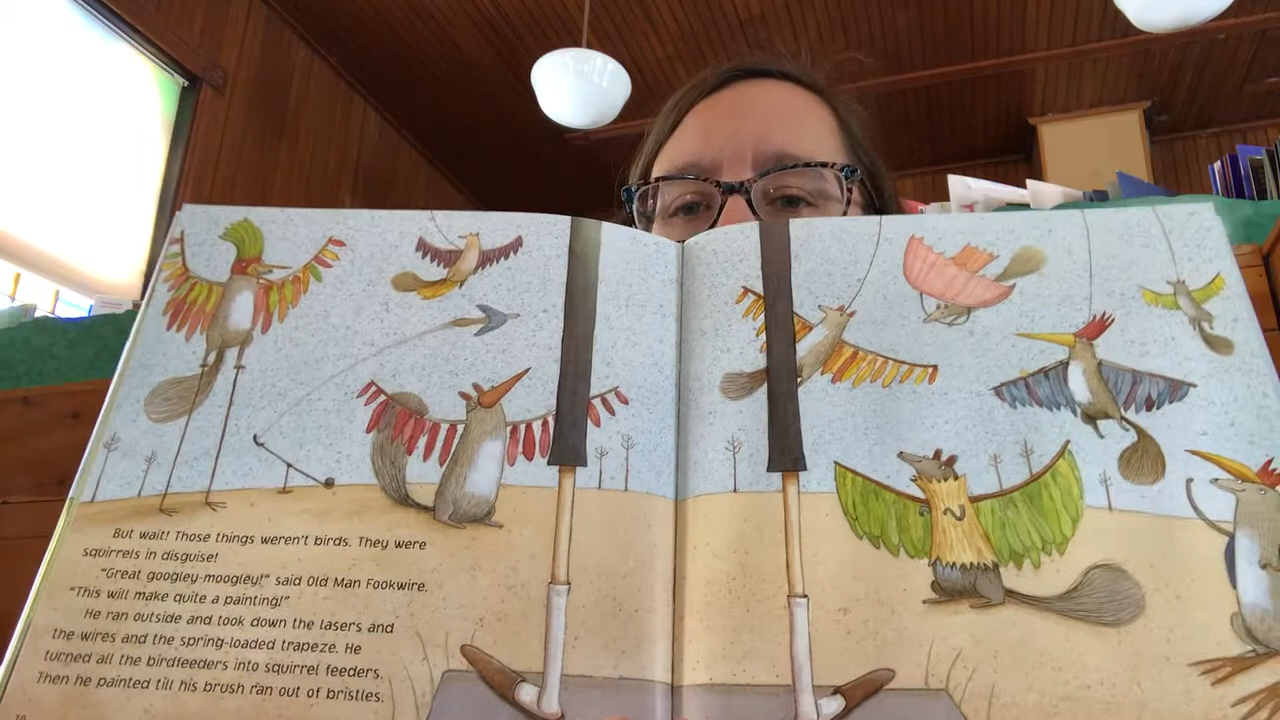 But wait! Those things weren't birds. They were
squirrels in disguise!
"Great googley-moogley!" said Old Man Fookwire.
"This will make quite a painting!"
He ran outside and took down the lasers and
the wires and the spring-loaded trapeze. He
turned all the birdfeeders into squirrel feeders.
Then he painted till his brush ran out of bristles.